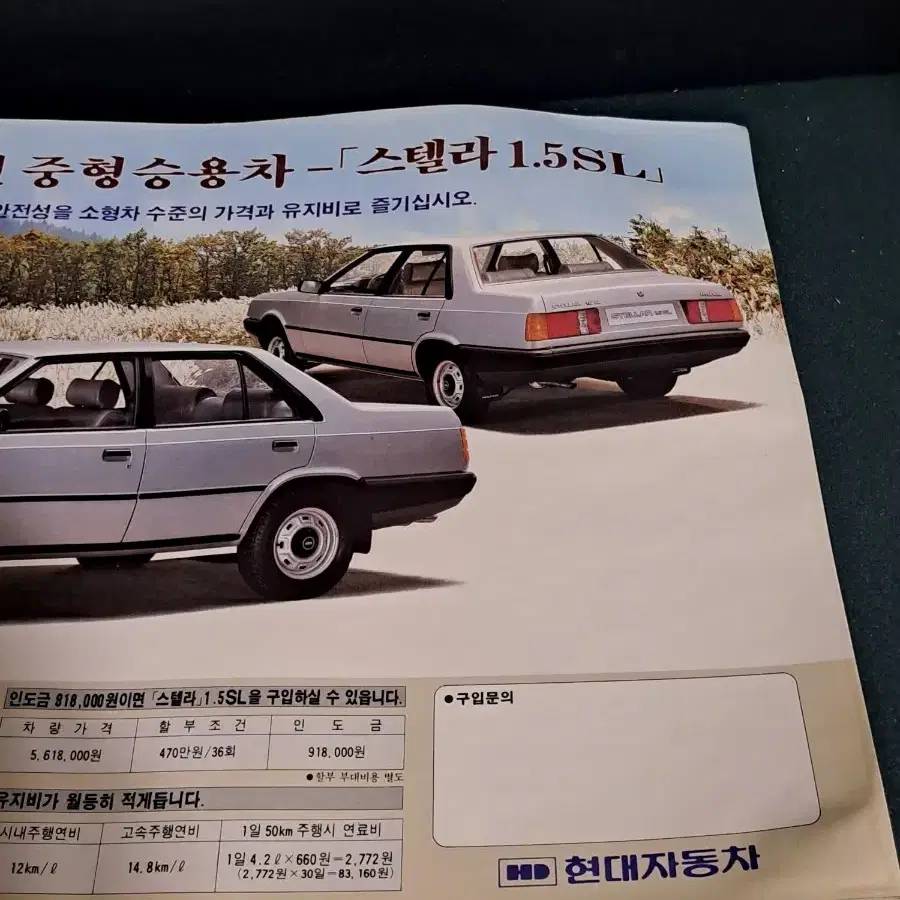 중형승용차 –「스텔라 1.5SL」
안전성을 소형차 수준의 가격과 유지비로 즐기십시오.
STELLAR 1.5SL
인도금 818,000원이면 「스텔라」1.5SL을 구입하실 수 있읍니다.
차 량 가 격 할 부 조 건 인 도 금
5,618,000원 470만원/36회 918,000원
●할부 부대비용 별도
유지비가 월등히 적게듭니다.
시내주행연비 고속주행연비 1일 50km 주행시 연료비
12km/ℓ 14.8km/ℓ 1일 4.2ℓ×660원=2,772원
(2,772원×30일=83,160원)
●구입문의
HD 현대자동차